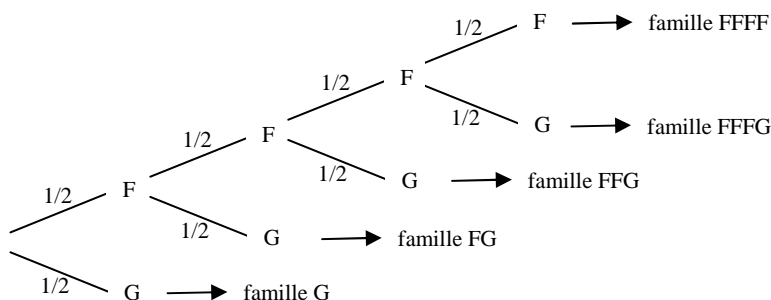 1/2 F famille FFFF
1/2 F
1/2 F 1/2 G famille FFFG
1/2 F 1/2 G famille FFG
1/2 G famille FG
1/2 G famille G